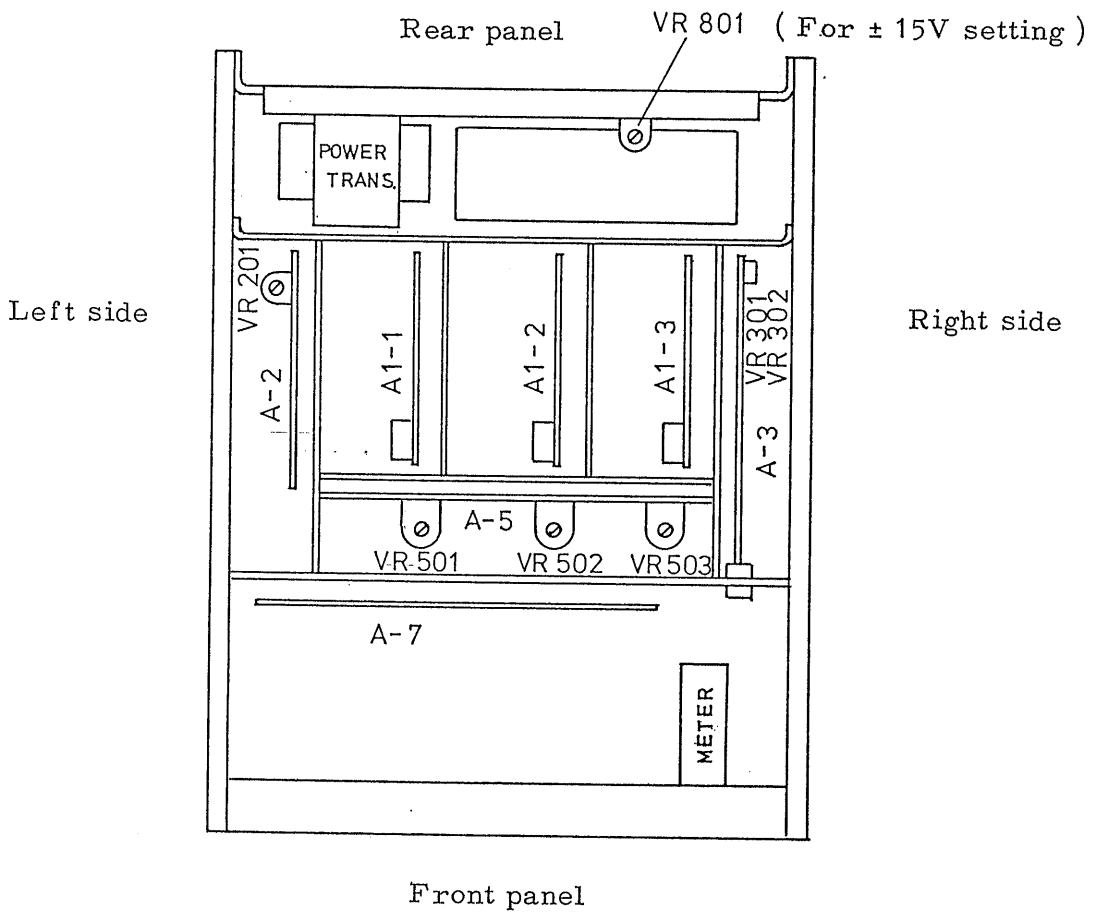 Rear panel
VR 801 ( For ± 15V setting )
POWER
TRANS.
Left side
Right side
VR 201
A-2
A1-1
A1-2
A1-3
VR 301
VR 302
A-3
A-5
VR-501
VR 502
VR 503
A-7
METER
Front panel